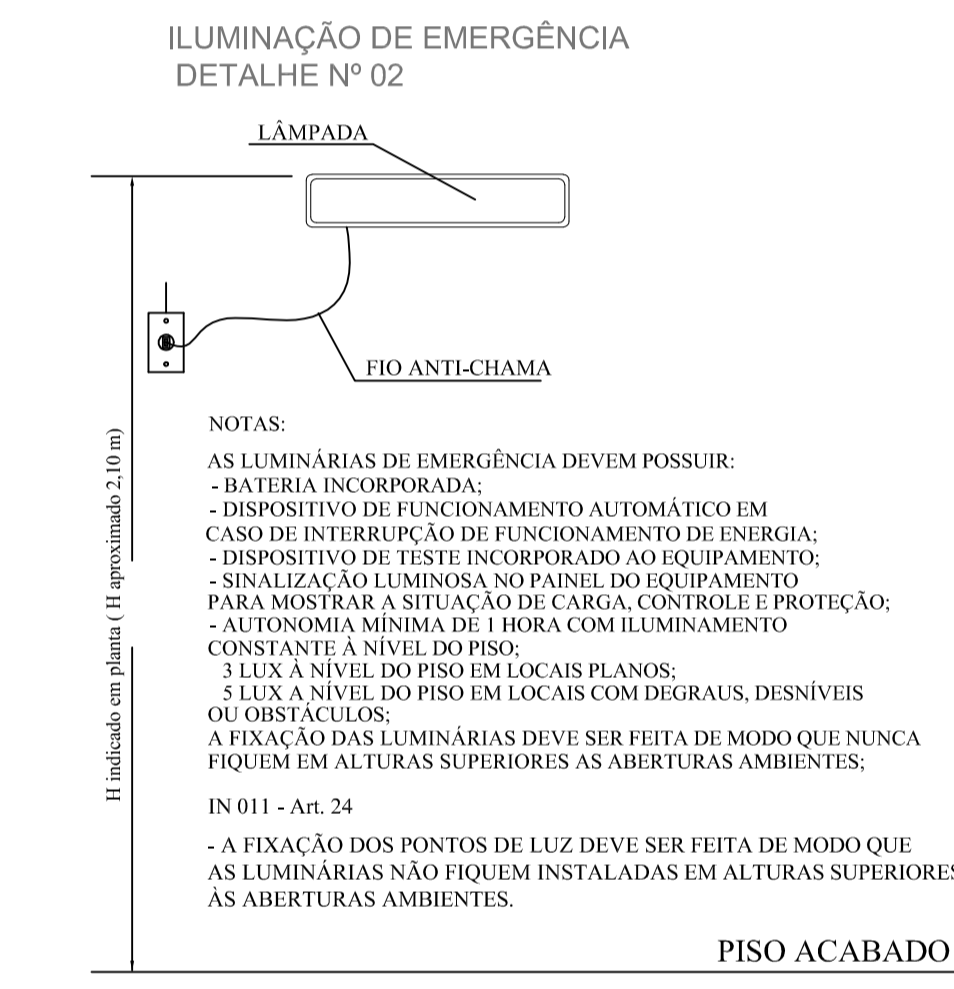 ILUMINAÇÃO DE EMERGÊNCIA
DETALHE Nº 02
LÂMPADA
FIO ANTI-CHAMA
H indicado em planta ( H aproximado 2,10 m)
NOTAS:
AS LUMINÁRIAS DE EMERGÊNCIA DEVEM POSSUIR:
- BATERIA INCORPORADA;
- DISPOSITIVO DE FUNCIONAMENTO AUTOMÁTICO EM
CASO DE INTERRUPÇÃO DE FUNCIONAMENTO DE ENERGIA;
- DISPOSITIVO DE TESTE INCORPORADO AO EQUIPAMENTO;
- SINALIZAÇÃO LUMINOSA NO PAINEL DO EQUIPAMENTO
PARA MOSTRAR A SITUAÇÃO DE CARGA, CONTROLE E PROTEÇÃO;
- AUTONOMIA MÍNIMA DE 1 HORA COM ILUMINAMENTO
CONSTANTE À NÍVEL DO PISO;
3 LUX À NÍVEL DO PISO EM LOCAIS PLANOS;
5 LUX A NÍVEL DO PISO EM LOCAIS COM DEGRAUS, DESNÍVEIS
OU OBSTÁCULOS;
A FIXAÇÃO DAS LUMINÁRIAS DEVE SER FEITA DE MODO QUE NUNCA
FIQUEM EM ALTURAS SUPERIORES AS ABERTURAS AMBIENTES;
IN 011 - Art. 24
- A FIXAÇÃO DOS PONTOS DE LUZ DEVE SER FEITA DE MODO QUE
AS LUMINÁRIAS NÃO FIQUEM INSTALADAS EM ALTURAS SUPERIORES
ÀS ABERTURAS AMBIENTES.
PISO ACABADO